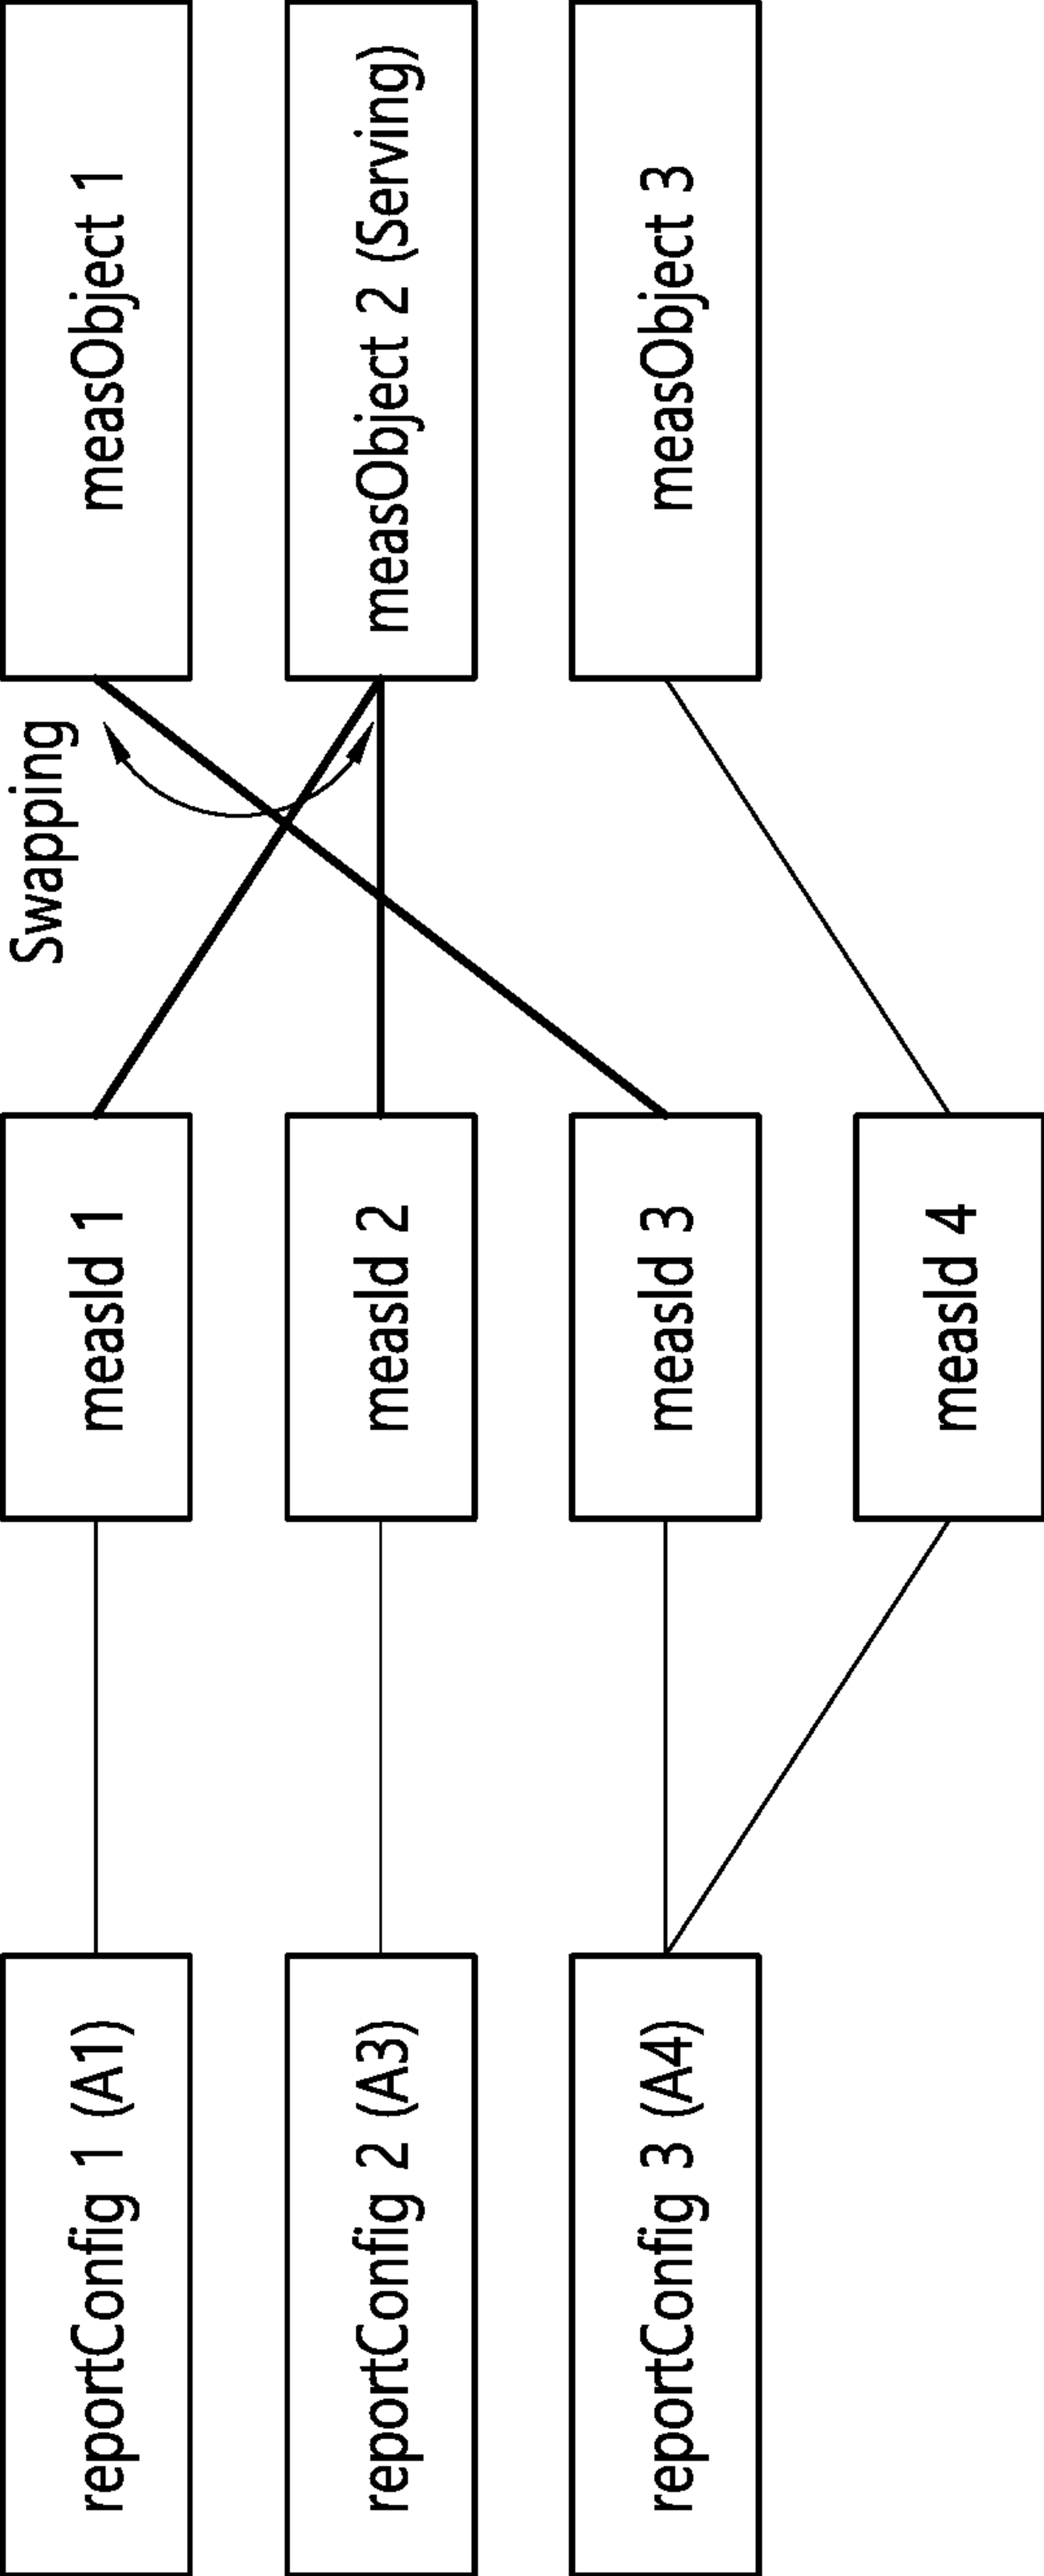 Swapping
measObject 1
measObject 2 (Serving)
measObject 3
measId 1
measId 2
measId 3
measId 4
reportConfig 1 (A1)
reportConfig 2 (A3)
reportConfig 3 (A4)